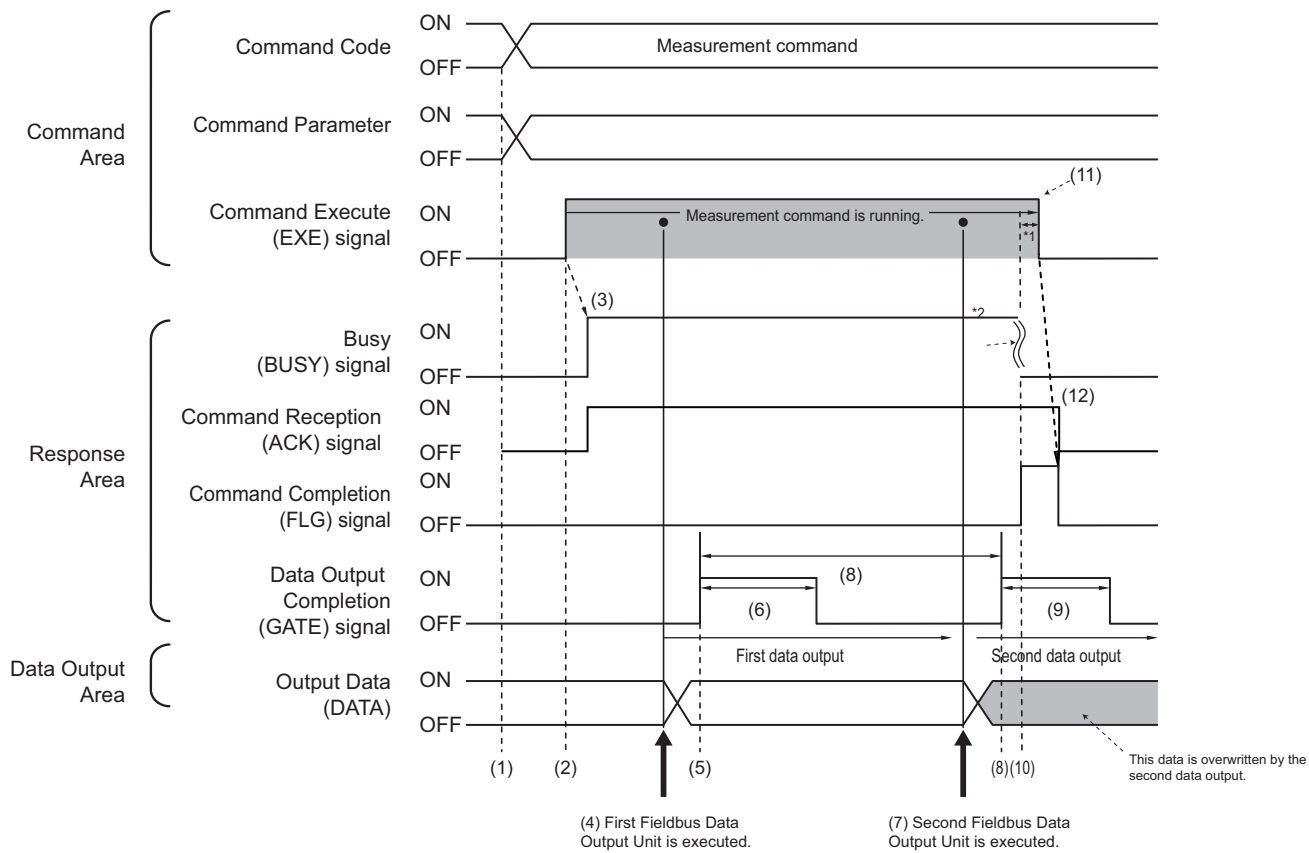 Command
Area
Command Code
ON
OFF
Measurement command
Command Parameter
ON
OFF
Command Execute
(EXE) signal
ON
OFF
Measurement command is running.
(11)
*1
Response
Area
Busy
(BUSY) signal
ON
OFF
(3)
*2
Command Reception
(ACK) signal
ON
OFF
(12)
Command Completion
(FLG) signal
ON
OFF
Data Output
Completion
(GATE) signal
ON
OFF
(8)
(6)
(9)
First data output
Second data output
Data Output
Area
Output Data
(DATA)
ON
OFF
This data is overwritten by the
second data output.
(1)
(2)
(5)
(8)
(10)
(4) First Fieldbus Data
Output Unit is executed.
(7) Second Fieldbus Data
Output Unit is executed.